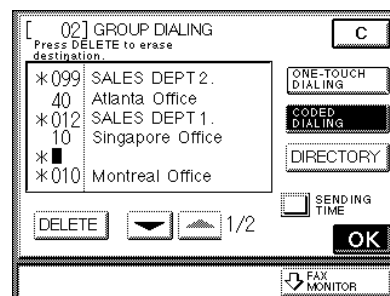 [ 02] GROUP DIALING
C
Press DELETE to erase
destination.
*099 SALES DEPT 2.
40 Atlanta Office
*012 SALES DEPT 1.
10 Singapore Office
*
*010 Montreal Office
ONE-TOUCH
DIALING
CODED
DIALING
DIRECTORY
SENDING
TIME
DELETE
1/2
OK
FAX
MONITOR